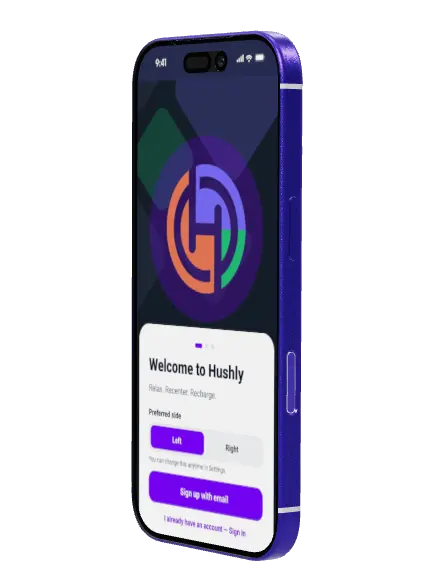 9:41
Welcome to Hushly
Relax. Recenter. Recharge.
Preferred side
Left
Right
You can change this anytime in Settings.
Sign up with email
I already have an account — Sign in